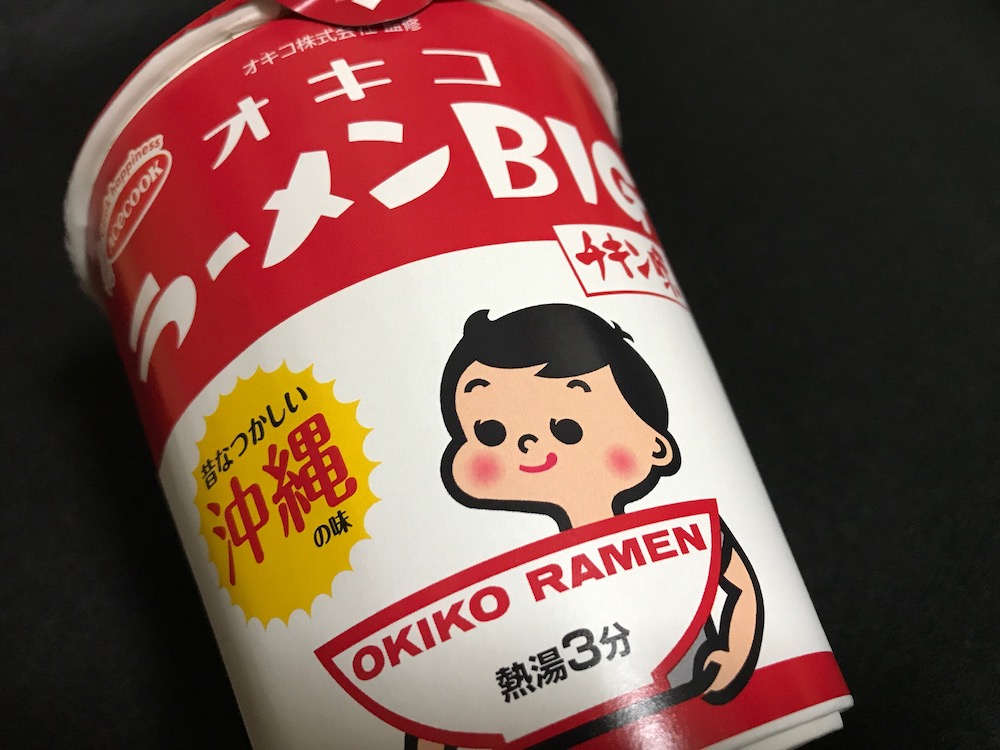 オキコ株式会社 監修
オキコ
ラーメンBIG
happiness
acecook
チキン味
昔なつかしい
沖縄
の味
OKIKO RAMEN
熱湯3分